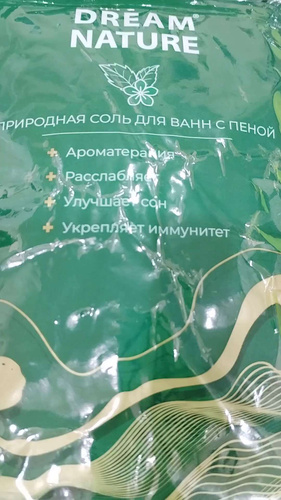 DREAM
NATURE
ПРИРОДНАЯ СОЛЬ ДЛЯ ВАНН С ПЕНОЙ
+ Ароматерапия
+ Расслабляет
+ Улучшает сон
+ Укрепляет иммунитет